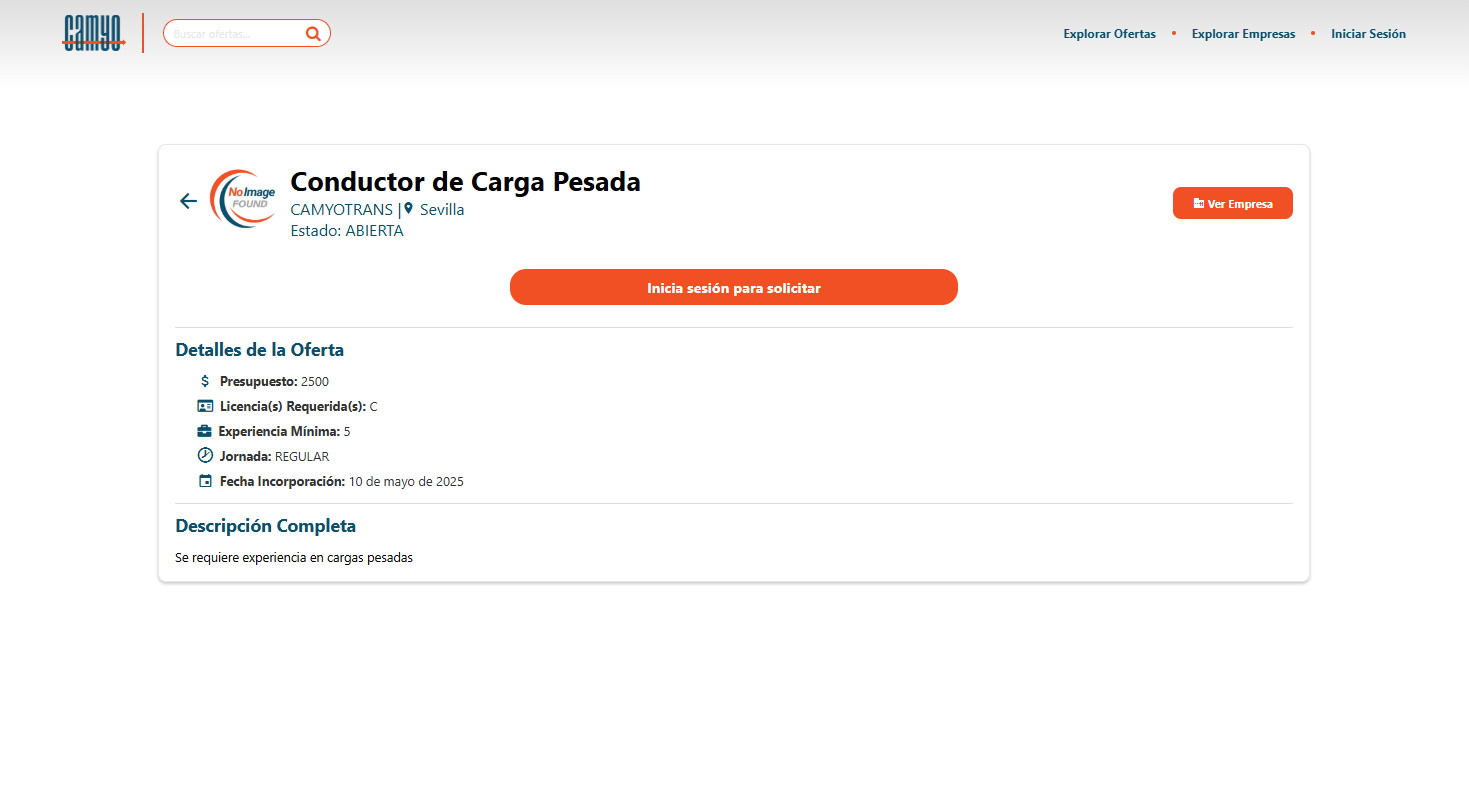 camyo
Buscar ofertas...
Explorar Ofertas • Explorar Empresas • Iniciar Sesión
No Image
FOUND
Conductor de Carga Pesada
CAMYOTRANS | Sevilla
Estado: ABIERTA
Ver Empresa
Inicia sesión para solicitar
Detalles de la Oferta
$ Presupuesto: 2500
Licencia(s) Requerida(s): C
Experiencia Mínima: 5
Jornada: REGULAR
Fecha Incorporación: 10 de mayo de 2025
Descripción Completa
Se requiere experiencia en cargas pesadas